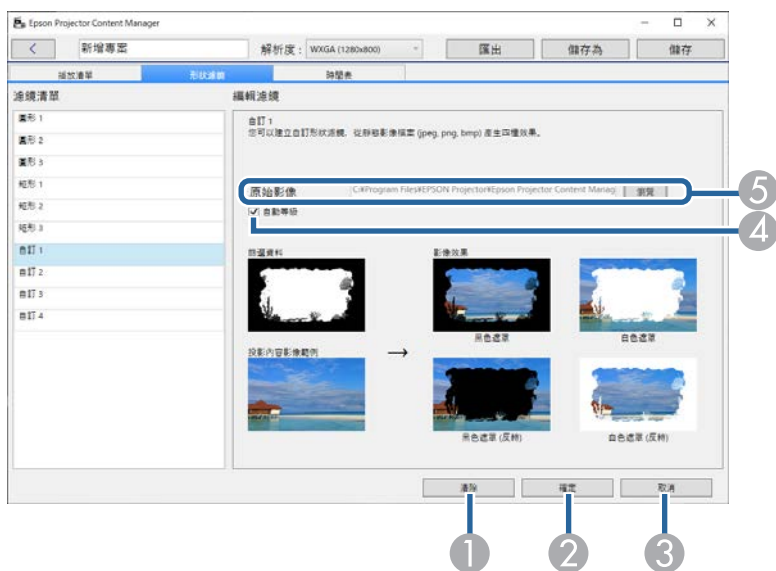 Epson Projector Content Manager
新增專案 解析度： WXGA (1280x800) 匯出 儲存為 儲存
播放清單 形狀濾鏡 時間表
濾鏡清單 編輯濾鏡
圓形 1
圓形 2
圓形 3
矩形 1
矩形 2
矩形 3
自訂 1
自訂 2
自訂 3
自訂 4
自訂 1
您可以建立自訂形狀濾鏡。從靜態影像檔案 (jpeg, png, bmp) 產生四種效果。
原始影像 C:¥Program Files¥EPSON Projector¥Epson Projector Content Manag 瀏覽
自動等級
篩選資料 影像效果
黑色遮罩 白色遮罩
投影內容影像範例 →
黑色遮罩 (反轉) 白色遮罩 (反轉)
清除 確定 取消
5
4
1 2 3